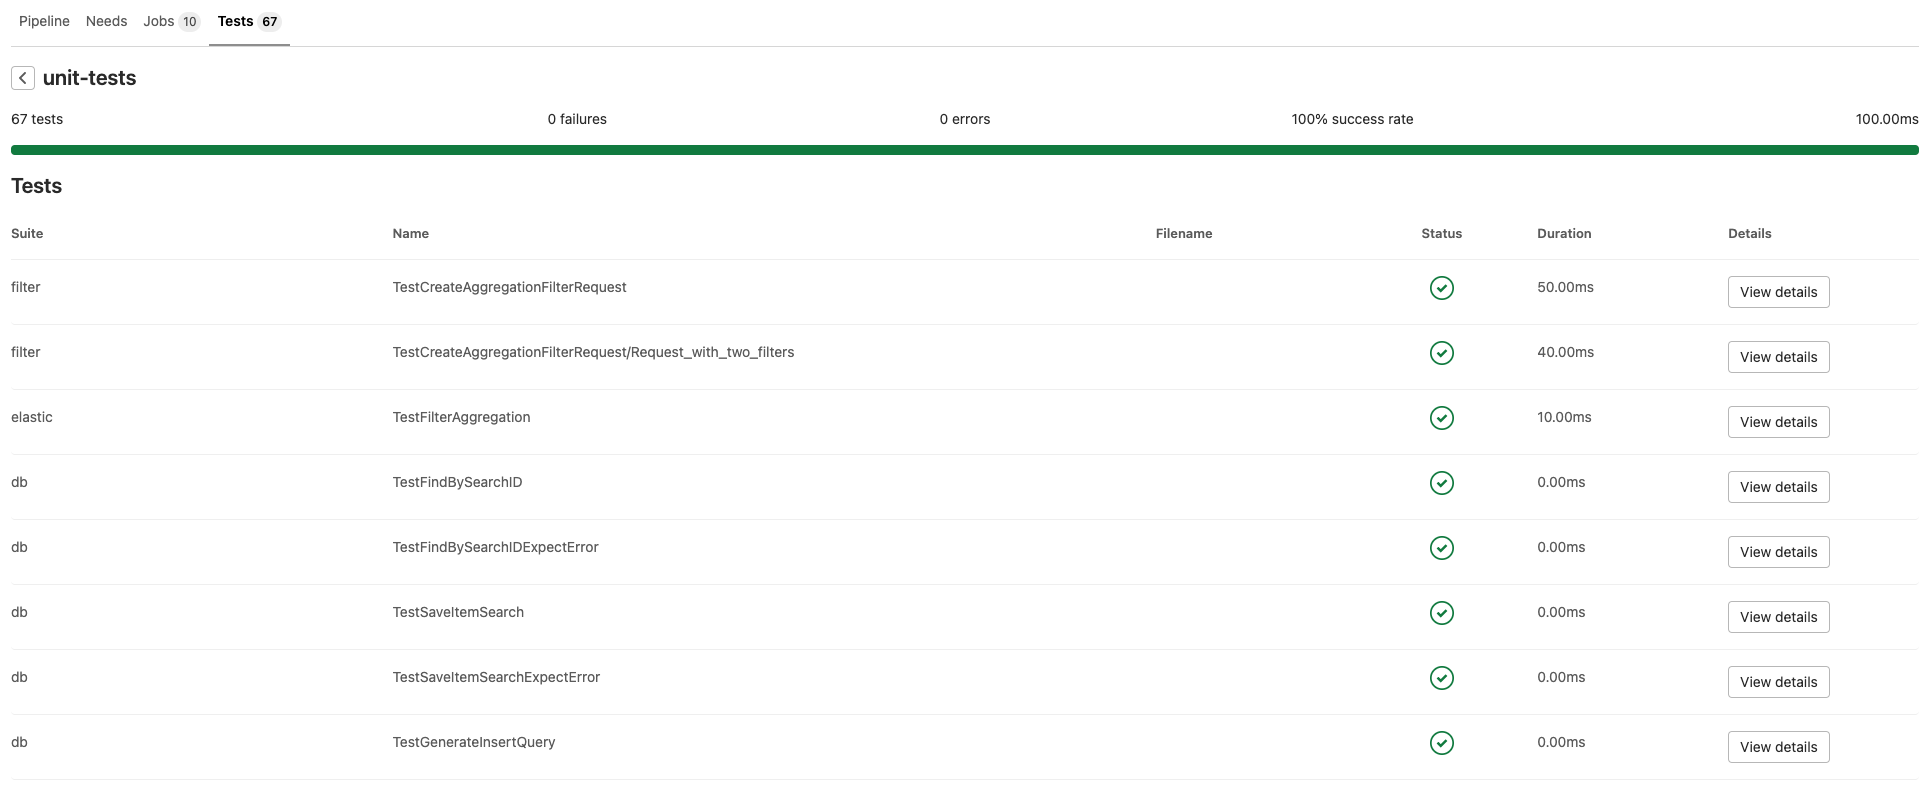 Pipeline Needs Jobs 10 Tests 67
unit-tests
67 tests 0 failures 0 errors 100% success rate 100.00ms
Tests
Suite Name Filename Status Duration Details
filter TestCreateAggregationFilterRequest 50.00ms View details
filter TestCreateAggregationFilterRequest/Request_with_two_filters 40.00ms View details
elastic TestFilterAggregation 10.00ms View details
db TestFindBySearchID 0.00ms View details
db TestFindBySearchIDExpectError 0.00ms View details
db TestSaveItemSearch 0.00ms View details
db TestSaveItemSearchExpectError 0.00ms View details
db TestGenerateInsertQuery 0.00ms View details